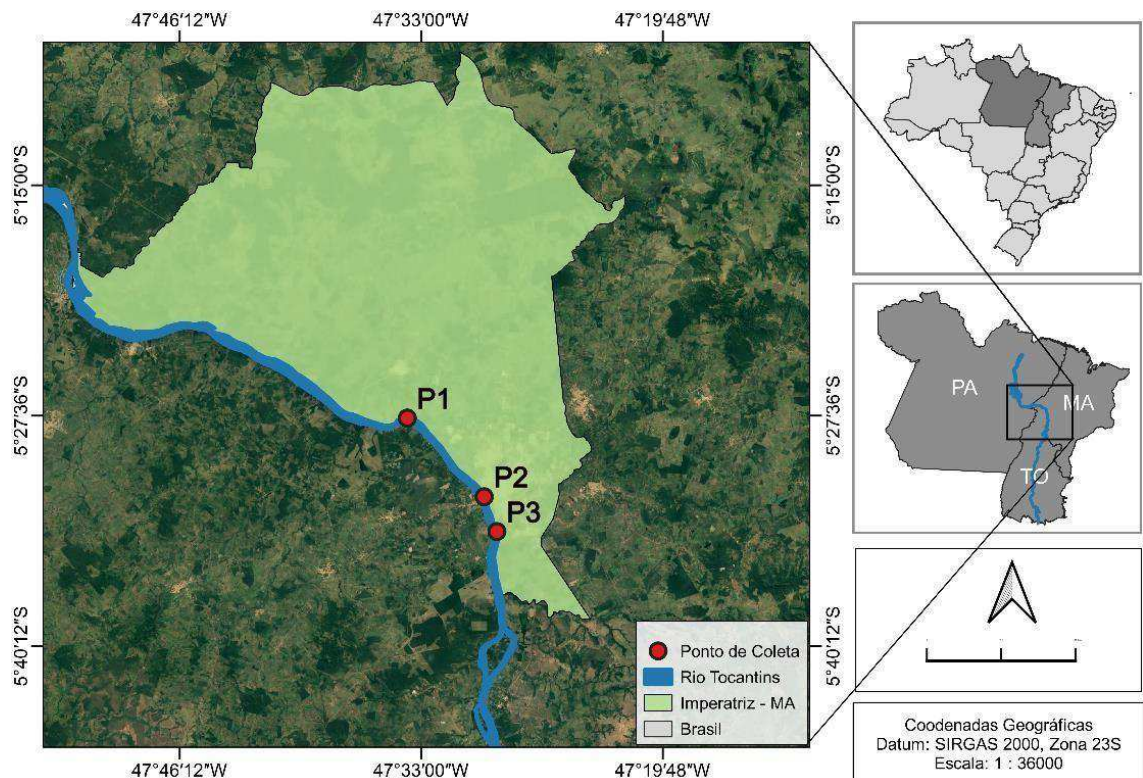 47°46'12"W 47°33'00"W 47°19'48"W
5°15'00"S
5°15'00"S
5°27'36"S
5°27'36"S
5°40'12"S
5°40'12"S
P1
P2
P3
Ponto de Coleta
Rio Tocantins
Imperatriz - MA
Brasil
47°46'12"W 47°33'00"W 47°19'48"W
PA
MA
TO
Coodenadas Geográficas
Datum: SIRGAS 2000, Zona 23S
Escala: 1 : 36000